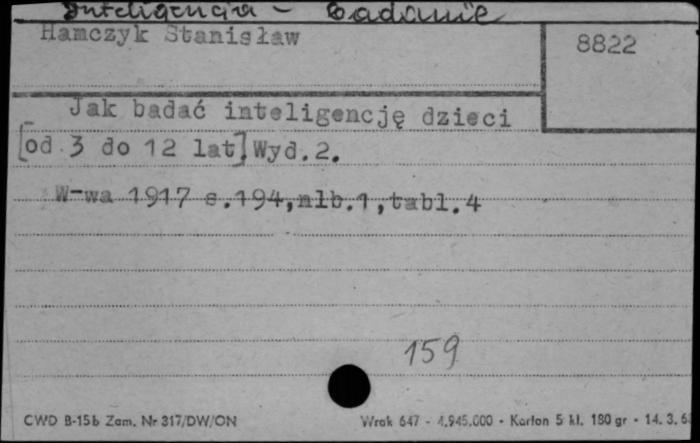 Inteligencja - badanie
Hamczyk Stanisław
8822
Jak badać inteligencję dzieci
[od 3 do 12 lat]. Wyd.2.
W-wa 1917 s.194,nlb.1,tabl.4
159
CWD B-15b Zam. Nr 317/DW/ON
Wrak 647 - 4.945.000 - Karton 5 kl. 180 gr - 14. 3. 6